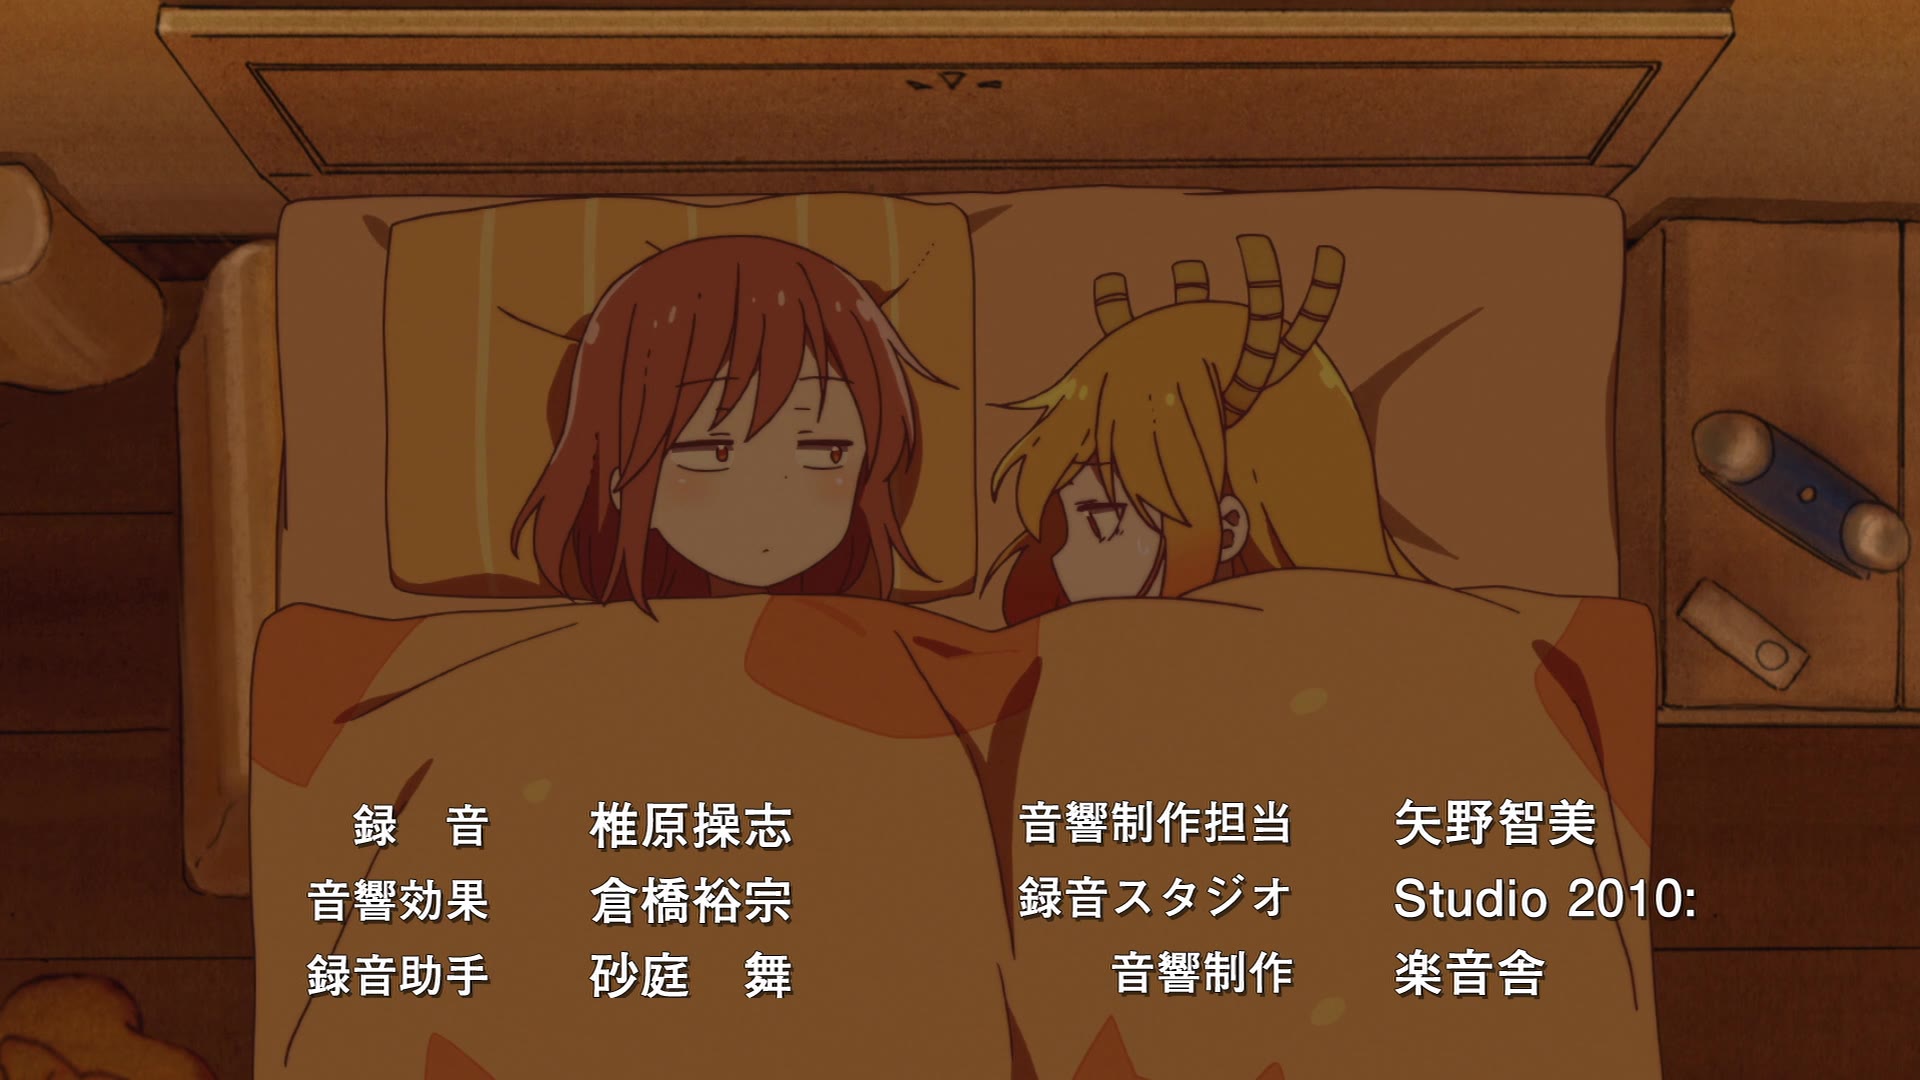 録　音　椎原操志
音響効果　倉橋裕宗
録音助手　砂庭　舞
音響制作担当　矢野智美
録音スタジオ　Studio 2010:
音響制作　楽音舎